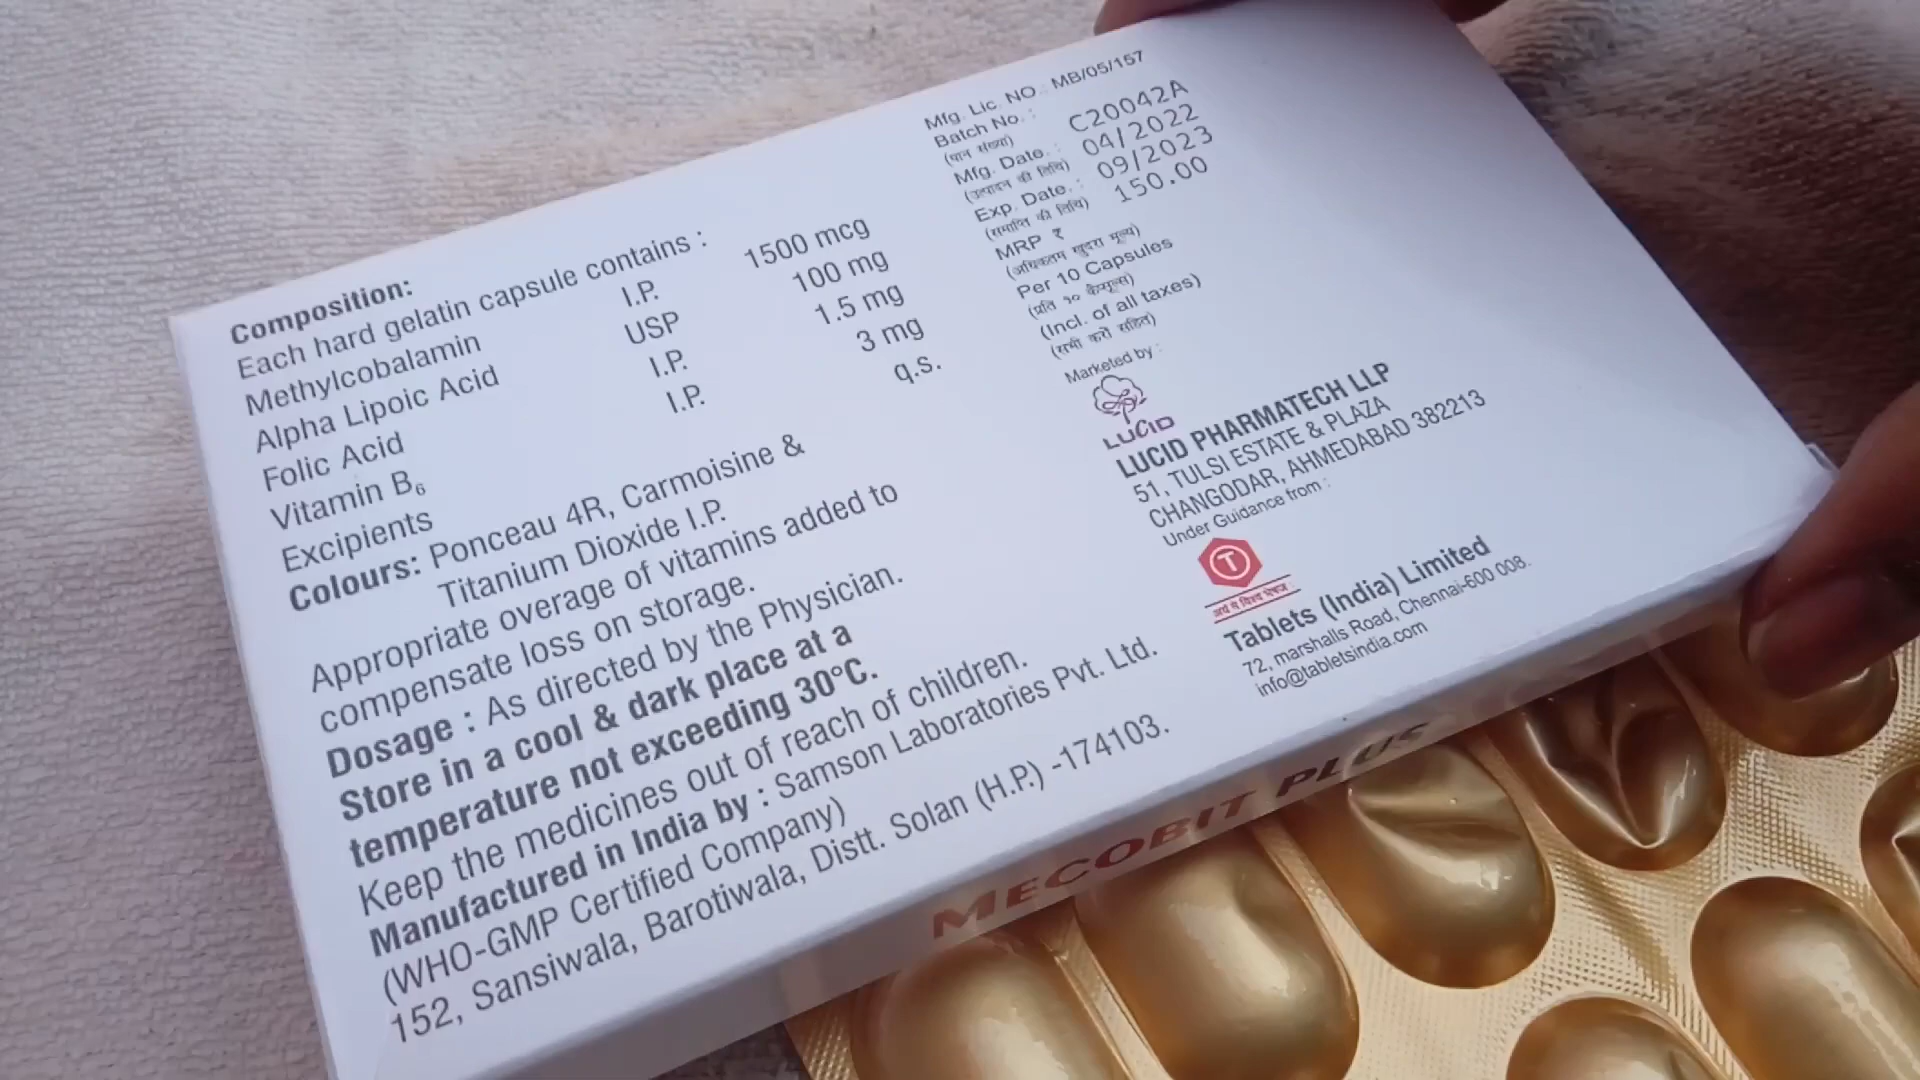 Composition:
Each hard gelatin capsule contains :
Methylcobalamin I.P. 1500 mcg
Alpha Lipoic Acid USP 100 mg
Folic Acid I.P. 1.5 mg
Vitamin B₆ I.P. 3 mg
Excipients q.s.
Colours: Ponceau 4R, Carmoisine &
Titanium Dioxide I.P.
Appropriate overage of vitamins added to
compensate loss on storage.
Dosage : As directed by the Physician.
Store in a cool & dark place at a
temperature not exceeding 30°C.
Keep the medicines out of reach of children.
Manufactured in India by : Samson Laboratories Pvt. Ltd.
(WHO-GMP Certified Company)
152, Sansiwala, Barotiwala, Distt. Solan (H.P.) -174103.
Mfg. Lic. NO.: MB/05/157
Batch No. : C20042A
(घान संख्या)
Mfg. Date. : 04/2022
(उत्पादन की तिथि)
Exp. Date. : 09/2023
(समाप्ति की तिथि)
MRP ₹ 150.00
(अधिकतम खुदरा मूल्य)
Per 10 Capsules
(प्रति १० कैप्सूल्स)
(Incl. of all taxes)
(सभी करों सहित)
Marketed by :
LUCID
LUCID PHARMATECH LLP
51, TULSI ESTATE & PLAZA
CHANGODAR, AHMEDABAD 382213
Under Guidance from :
T
Tablets (India) Limited
72, marshalls Road, Chennai-600 008.
info@tabletsindia.com
MECOBIT PLUS